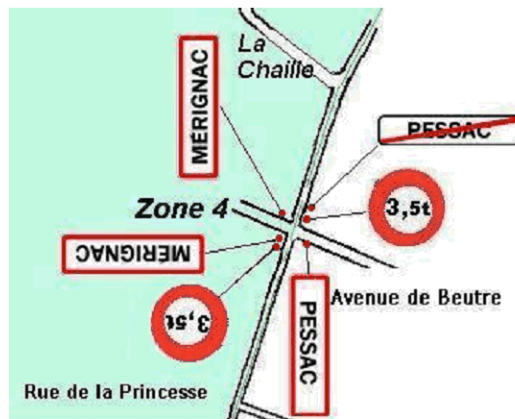 La
Chaille
MÉRIGNAC
PESSAC
3,5t
Zone 4
MERIGNAC
3,5t
PESSAC
Avenue de Beutre
Rue de la Princesse